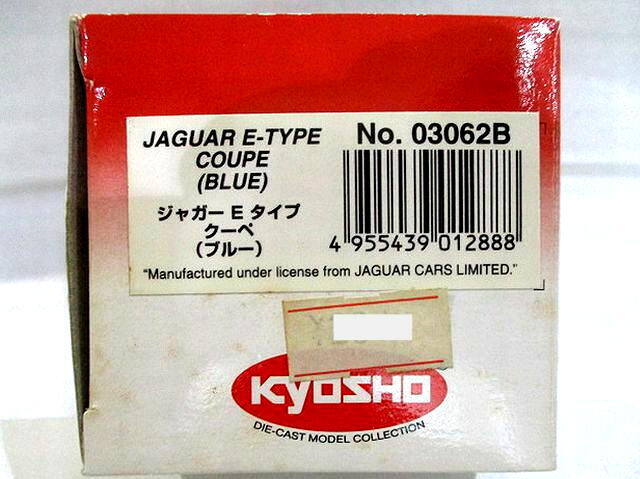 JAGUAR E-TYPE
COUPE
(BLUE)
ジャガー E タイプ
クーペ
(ブルー)
No. 03062B
4 955439 012888
"Manufactured under license from JAGUAR CARS LIMITED."
KYOSHO
DIE-CAST MODEL COLLECTION